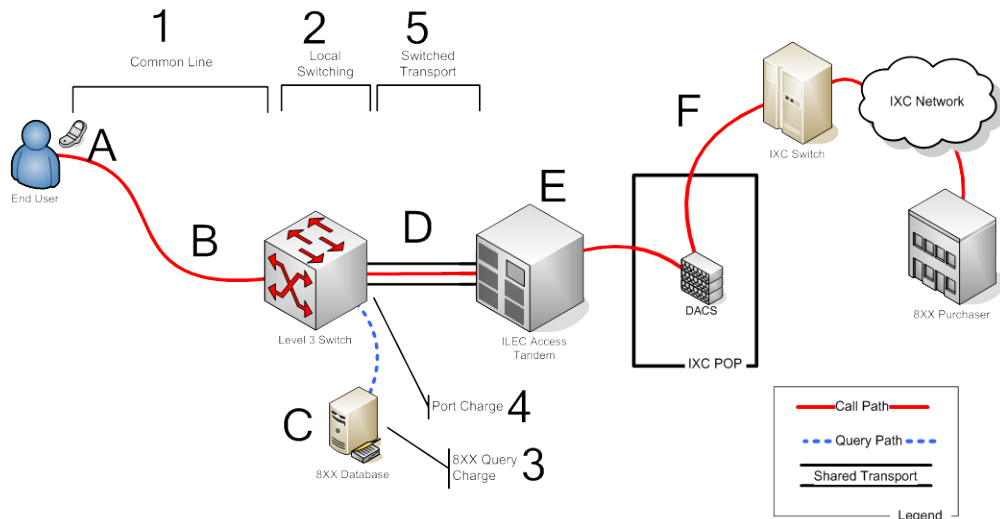 1
Common Line
2
Local
Switching
5
Switched
Transport
A
End User
B
Level 3 Switch
C
8XX Database
D
E
ILEC Access
Tandem
Port Charge 4
8XX Query
Charge 3
F
DACS
IXC POP
IXC Switch
IXC Network
8XX Purchaser
Call Path
Query Path
Shared Transport
Legend